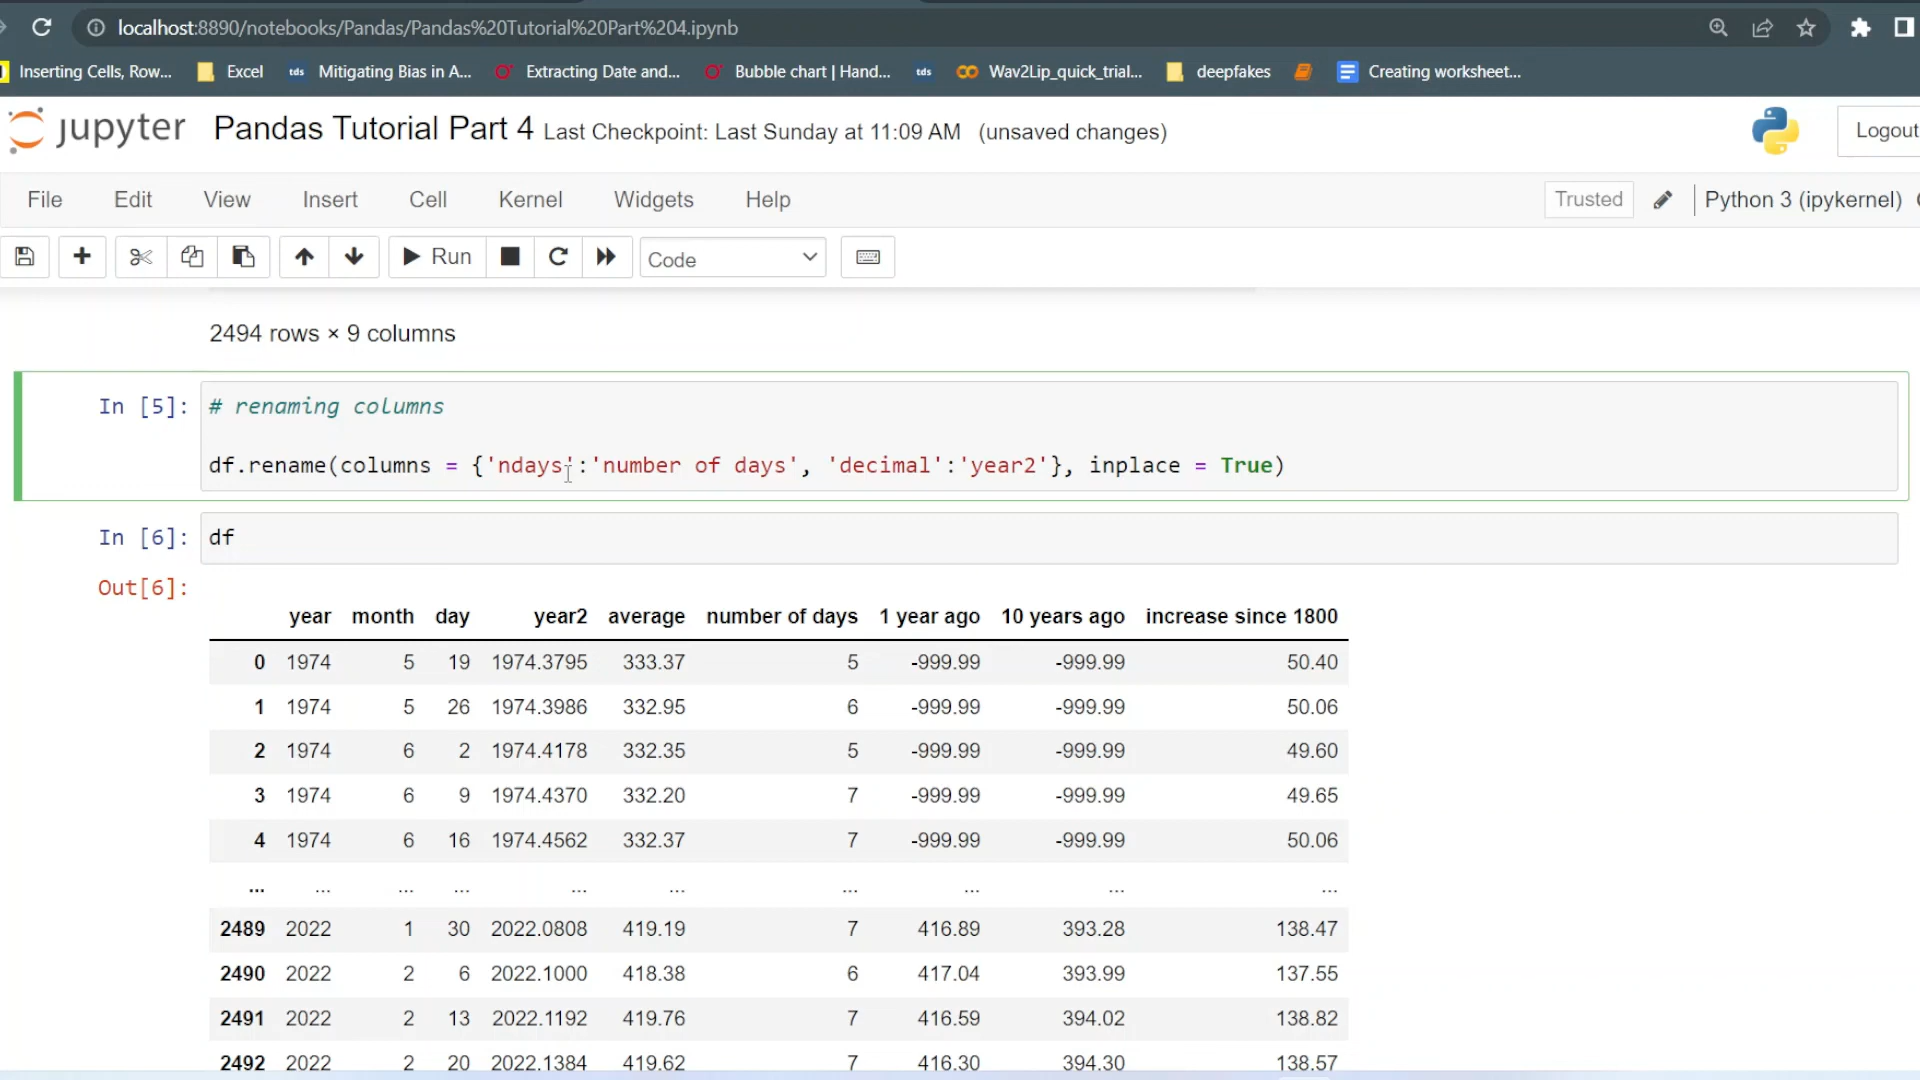 localhost:8890/notebooks/Pandas/Pandas%20Tutorial%20Part%204.ipynb
Inserting Cells, Row... Excel tds Mitigating Bias in A... Extracting Date and... Bubble chart | Hand... tds Wav2Lip_quick_trial... deepfakes Creating worksheet...
jupyter Pandas Tutorial Part 4 Last Checkpoint: Last Sunday at 11:09 AM (unsaved changes) Logout
File Edit View Insert Cell Kernel Widgets Help Trusted Python 3 (ipykernel)
Run Code
2494 rows × 9 columns
In [5]: # renaming columns
df.rename(columns = {'ndays':'number of days', 'decimal':'year2'}, inplace = True)
In [6]: df
Out[6]:
year month day year2 average number of days 1 year ago 10 years ago increase since 1800
0 1974 5 19 1974.3795 333.37 5 -999.99 -999.99 50.40
1 1974 5 26 1974.3986 332.95 6 -999.99 -999.99 50.06
2 1974 6 2 1974.4178 332.35 5 -999.99 -999.99 49.60
3 1974 6 9 1974.4370 332.20 7 -999.99 -999.99 49.65
4 1974 6 16 1974.4562 332.37 7 -999.99 -999.99 50.06
... ... ... ... ... ... ... ... ... ...
2489 2022 1 30 2022.0808 419.19 7 416.89 393.28 138.47
2490 2022 2 6 2022.1000 418.38 6 417.04 393.99 137.55
2491 2022 2 13 2022.1192 419.76 7 416.59 394.02 138.82
2492 2022 2 20 2022.1384 419.62 7 416.30 394.30 138.57